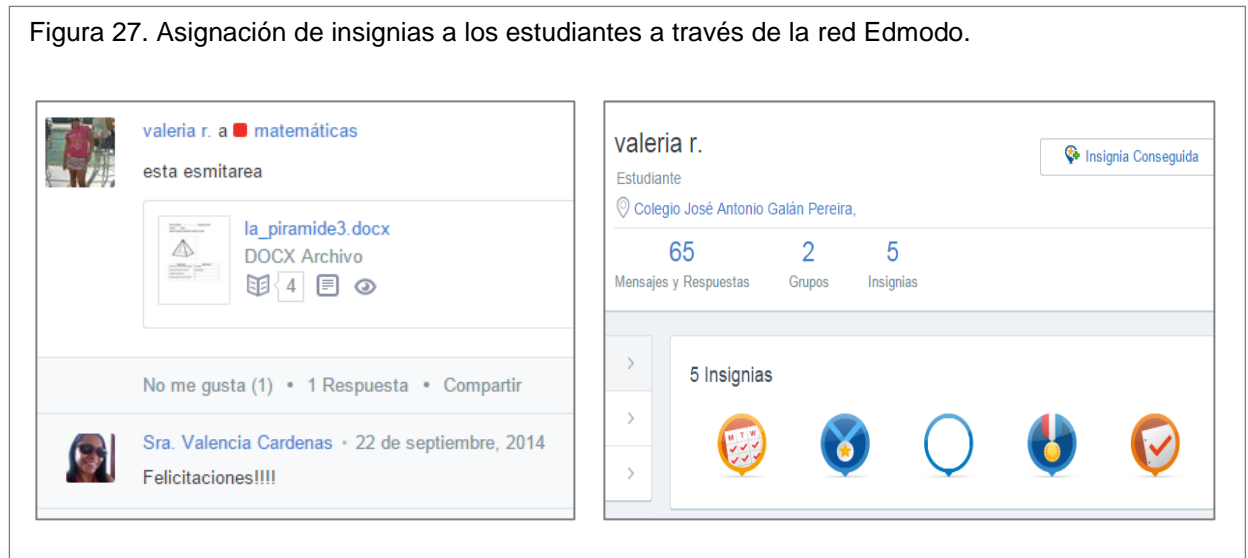 Figura 27. Asignación de insignias a los estudiantes a través de la red Edmodo.
valeria r. a matemáticas
esta esmitarea
la_piramide3.docx
DOCX Archivo
4
No me gusta (1) • 1 Respuesta • Compartir
Sra. Valencia Cardenas • 22 de septiembre, 2014
Felicitaciones!!!!
valeria r.
Insignia Conseguida
Estudiante
Colegio José Antonio Galán Pereira,
65 2 5
Mensajes y Respuestas Grupos Insignias
5 Insignias
M T W